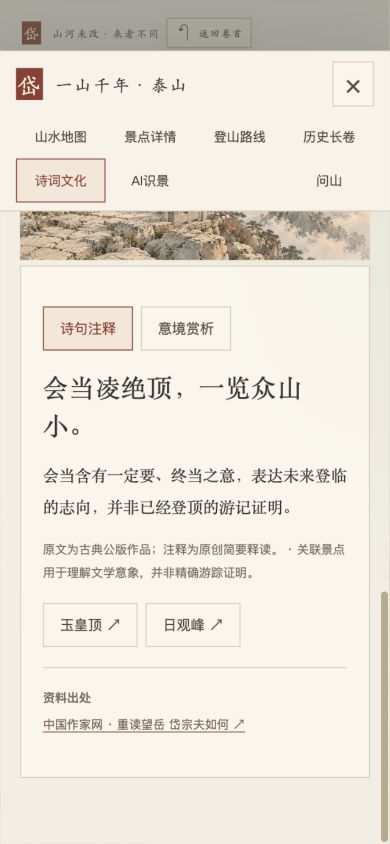 岱 山河未改 · 来者不同 返回卷首
岱 一山千年 · 泰山 ×
山水地图 景点详情 登山路线 历史长卷
诗词文化 AI识景 问山
诗句注释 意境赏析
会当凌绝顶，一览众山
小。
会当含有一定要、终当之意，表达未来登临
的志向，并非已经登顶的游记证明。
原文为古典公版作品；注释为原创简要释读。 · 关联景点
用于理解文学意象，并非精确游踪证明。
玉皇顶 ↗ 日观峰 ↗
资料出处
中国作家网 · 重读望岳 岱宗夫如何 ↗